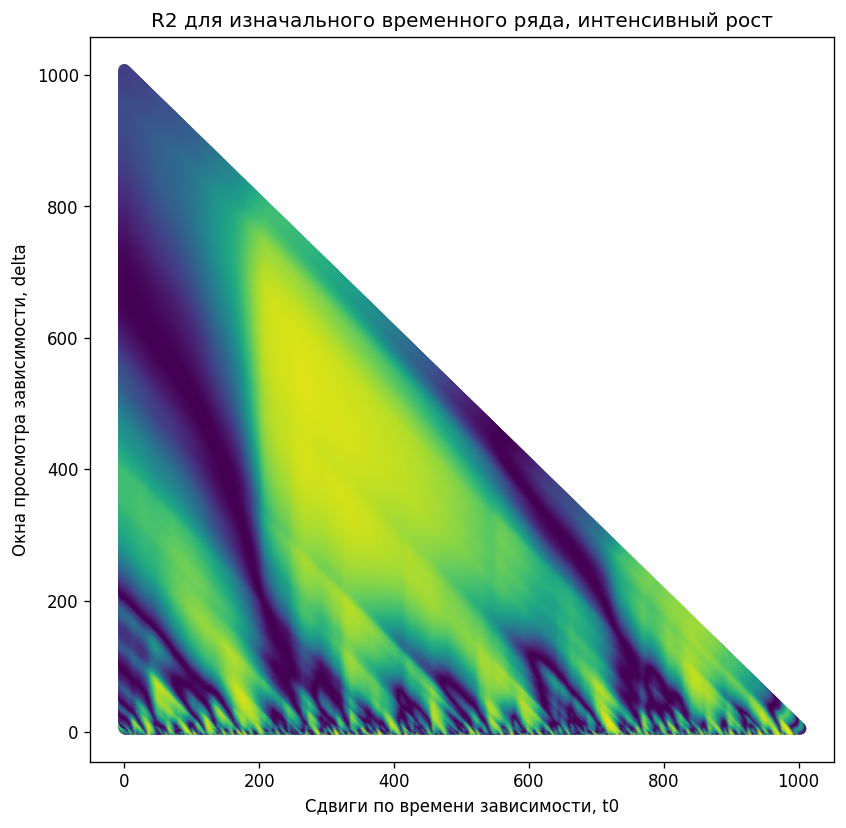 R2 для изначального временного ряда, интенсивный рост
Окна просмотра зависимости, delta
1000
800
600
400
200
0
0 200 400 600 800 1000
Сдвиги по времени зависимости, t0